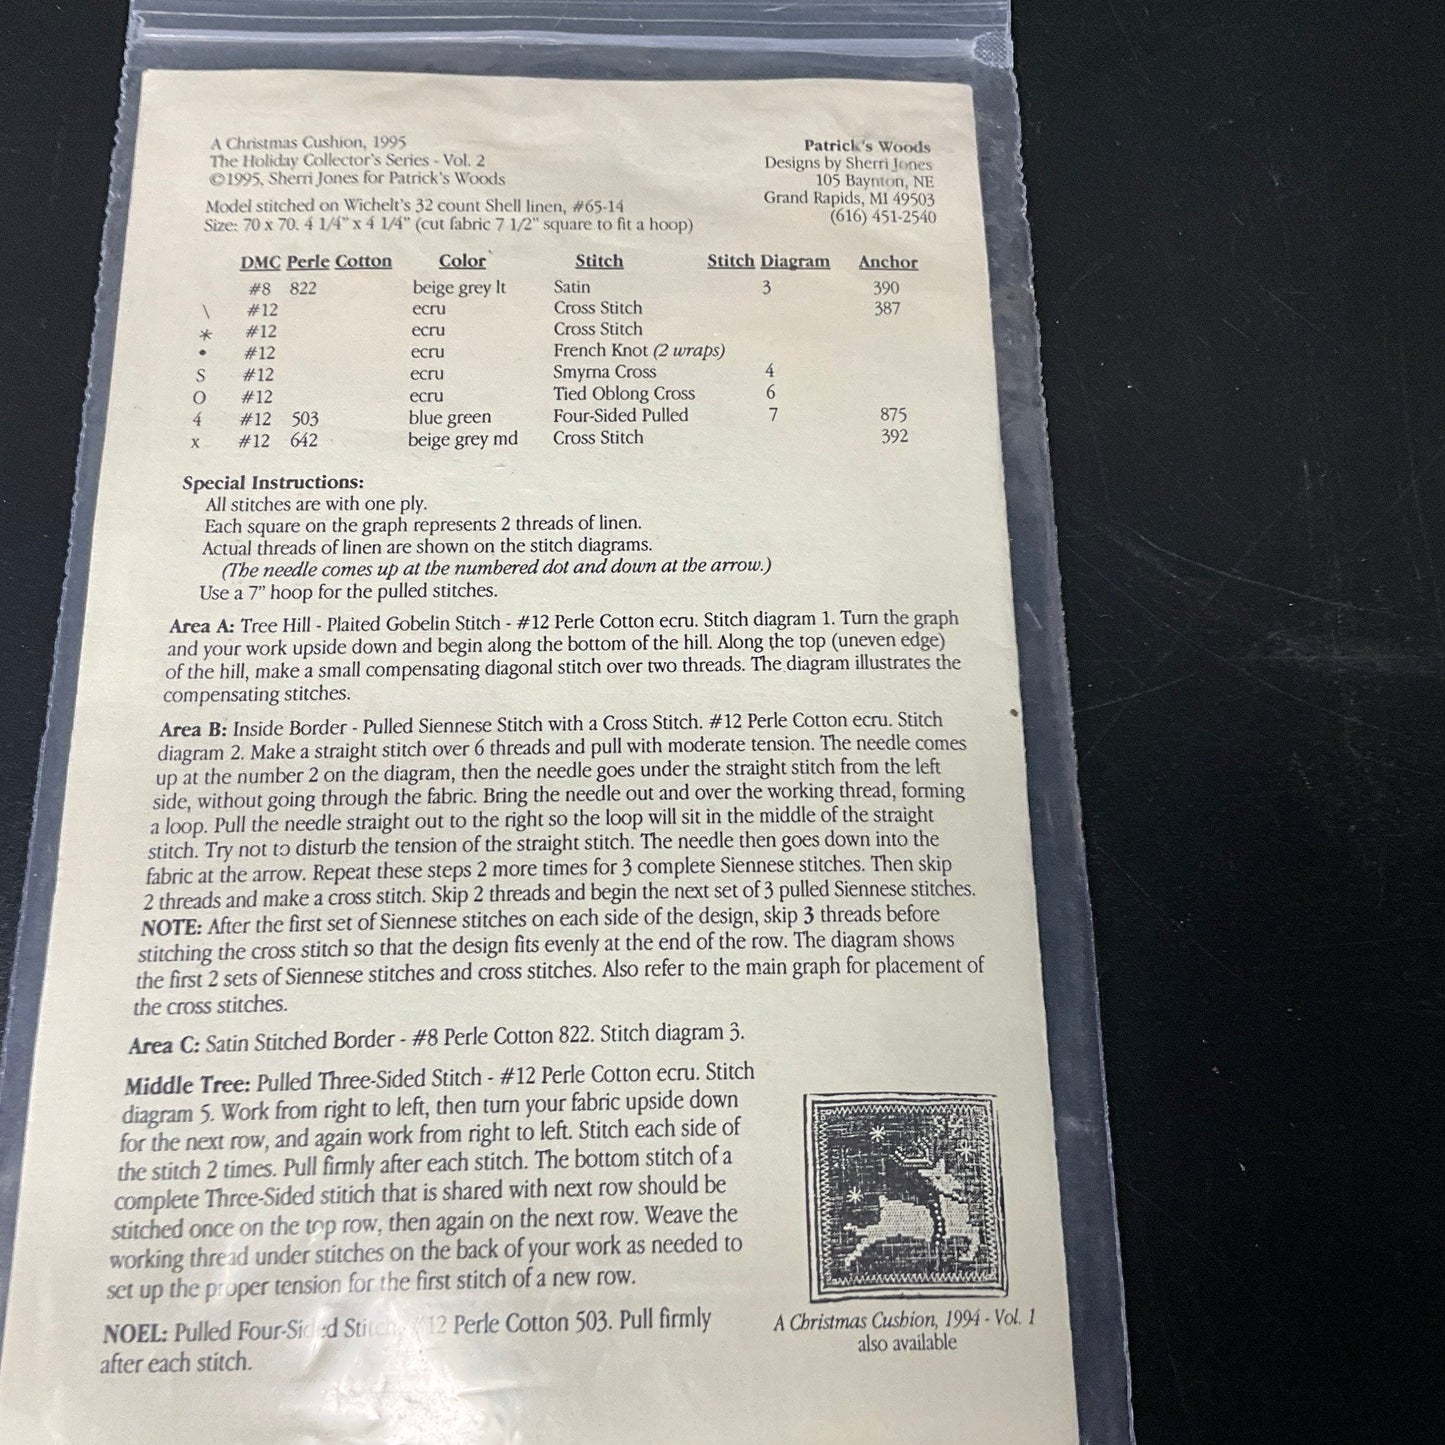 A Christmas Cushion, 1995
The Holiday Collector's Series - Vol. 2
©1995, Sherri Jones for Patrick's Woods
Patrick's Woods
Designs by Sherri Jones
105 Baynton, NE
Grand Rapids, MI 49503
(616) 451-2540
Model stitched on Wichelt's 32 count Shell linen, #65-14
Size: 70 x 70. 4 1/4" x 4 1/4" (cut fabric 7 1/2" square to fit a hoop)
DMC Perle Cotton Color Stitch Stitch Diagram Anchor
#8 822 beige grey lt Satin 3 390
\ #12 ecru Cross Stitch 387
* #12 ecru Cross Stitch
• #12 ecru French Knot (2 wraps)
S #12 ecru Smyrna Cross 4
O #12 ecru Tied Oblong Cross 6
4 #12 503 blue green Four-Sided Pulled 7 875
x #12 642 beige grey md Cross Stitch 392
Special Instructions:
All stitches are with one ply.
Each square on the graph represents 2 threads of linen.
Actual threads of linen are shown on the stitch diagrams.
(The needle comes up at the numbered dot and down at the arrow.)
Use a 7" hoop for the pulled stitches.
Area A: Tree Hill - Plaited Gobelin Stitch - #12 Perle Cotton ecru. Stitch diagram 1. Turn the graph
and your work upside down and begin along the bottom of the hill. Along the top (uneven edge)
of the hill, make a small compensating diagonal stitch over two threads. The diagram illustrates the
compensating stitches.
Area B: Inside Border - Pulled Siennese Stitch with a Cross Stitch. #12 Perle Cotton ecru. Stitch
diagram 2. Make a straight stitch over 6 threads and pull with moderate tension. The needle comes
up at the number 2 on the diagram, then the needle goes under the straight stitch from the left
side, without going through the fabric. Bring the needle out and over the working thread, forming
a loop. Pull the needle straight out to the right so the loop will sit in the middle of the straight
stitch. Try not to disturb the tension of the straight stitch. The needle then goes down into the
fabric at the arrow. Repeat these steps 2 more times for 3 complete Siennese stitches. Then skip
2 threads and make a cross stitch. Skip 2 threads and begin the next set of 3 pulled Siennese stitches.
NOTE: After the first set of Siennese stitches on each side of the design, skip 3 threads before
stitching the cross stitch so that the design fits evenly at the end of the row. The diagram shows
the first 2 sets of Siennese stitches and cross stitches. Also refer to the main graph for placement of
the cross stitches.
Area C: Satin Stitched Border - #8 Perle Cotton 822. Stitch diagram 3.
Middle Tree: Pulled Three-Sided Stitch - #12 Perle Cotton ecru. Stitch
diagram 5. Work from right to left, then turn your fabric upside down
for the next row, and again work from right to left. Stitch each side of
the stitch 2 times. Pull firmly after each stitch. The bottom stitch of a
complete Three-Sided stitich that is shared with next row should be
stitched once on the top row, then again on the next row. Weave the
working thread under stitches on the back of your work as needed to
set up the proper tension for the first stitch of a new row.
NOEL: Pulled Four-Sided Stitch, #12 Perle Cotton 503. Pull firmly
after each stitch.
A Christmas Cushion, 1994 - Vol. 1
also available